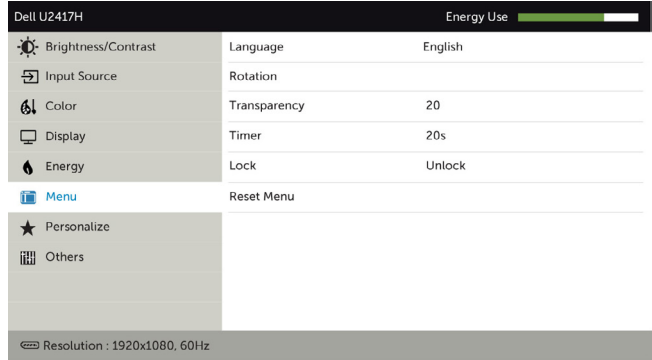 Dell U2417H Energy Use
Brightness/Contrast Language English
Input Source Rotation
Color Transparency 20
Display Timer 20s
Energy Lock Unlock
Menu Reset Menu
Personalize
Others
Resolution : 1920x1080, 60Hz